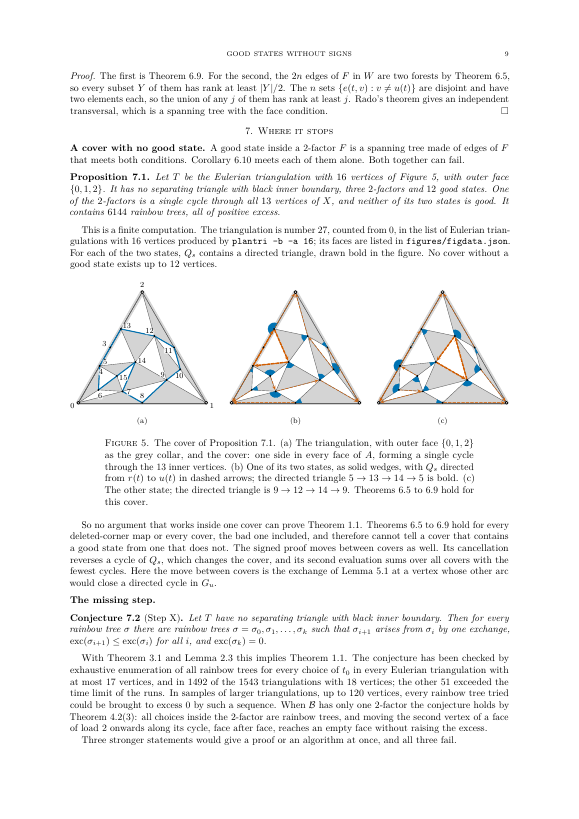 GOOD STATES WITHOUT SIGNS 9
Proof. The first is Theorem 6.9. For the second, the 2n edges of F in W are two forests by Theorem 6.5,
so every subset Y of them has rank at least |Y|/2. The n sets {e(t, v) : v ≠ u(t)} are disjoint and have
two elements each, so the union of any j of them has rank at least j. Rado's theorem gives an independent
transversal, which is a spanning tree with the face condition. □
7. Where it stops
A cover with no good state. A good state inside a 2-factor F is a spanning tree made of edges of F
that meets both conditions. Corollary 6.10 meets each of them alone. Both together can fail.
Proposition 7.1. Let T be the Eulerian triangulation with 16 vertices of Figure 5, with outer face
{0, 1, 2}. It has no separating triangle with black inner boundary, three 2-factors and 12 good states. One
of the 2-factors is a single cycle through all 13 vertices of X, and neither of its two states is good. It
contains 6144 rainbow trees, all of positive excess.
This is a finite computation. The triangulation is number 27, counted from 0, in the list of Eulerian trian-
gulations with 16 vertices produced by plantri -b -a 16; its faces are listed in figures/figdata.json.
For each of the two states, Qs contains a directed triangle, drawn bold in the figure. No cover without a
good state exists up to 12 vertices.
2
13
12
3
11
5
14
4
15
9
10
6
7
8
0
1
(a) (b) (c)
Figure 5. The cover of Proposition 7.1. (a) The triangulation, with outer face {0, 1, 2}
as the grey collar, and the cover: one side in every face of A, forming a single cycle
through the 13 inner vertices. (b) One of its two states, as solid wedges, with Qs directed
from r(t) to u(t) in dashed arrows; the directed triangle 5 → 13 → 14 → 5 is bold. (c)
The other state; the directed triangle is 9 → 12 → 14 → 9. Theorems 6.5 to 6.9 hold for
this cover.
So no argument that works inside one cover can prove Theorem 1.1. Theorems 6.5 to 6.9 hold for every
deleted-corner map or every cover, the bad one included, and therefore cannot tell a cover that contains
a good state from one that does not. The signed proof moves between covers as well. Its cancellation
reverses a cycle of Qs, which changes the cover, and its second evaluation sums over all covers with the
fewest cycles. Here the move between covers is the exchange of Lemma 5.1 at a vertex whose other arc
would close a directed cycle in Gu.
The missing step.
Conjecture 7.2 (Step X). Let T have no separating triangle with black inner boundary. Then for every
rainbow tree σ there are rainbow trees σ = σ0, σ1, . . . , σk such that σi+1 arises from σi by one exchange,
exc(σi+1) ≤ exc(σi) for all i, and exc(σk) = 0.
With Theorem 3.1 and Lemma 2.3 this implies Theorem 1.1. The conjecture has been checked by
exhaustive enumeration of all rainbow trees for every choice of t0 in every Eulerian triangulation with
at most 17 vertices, and in 1492 of the 1543 triangulations with 18 vertices; the other 51 exceeded the
time limit of the runs. In samples of larger triangulations, up to 120 vertices, every rainbow tree tried
could be brought to excess 0 by such a sequence. When B has only one 2-factor the conjecture holds by
Theorem 4.2(3): all choices inside the 2-factor are rainbow trees, and moving the second vertex of a face
of load 2 onwards along its cycle, face after face, reaches an empty face without raising the excess.
Three stronger statements would give a proof or an algorithm at once, and all three fail.